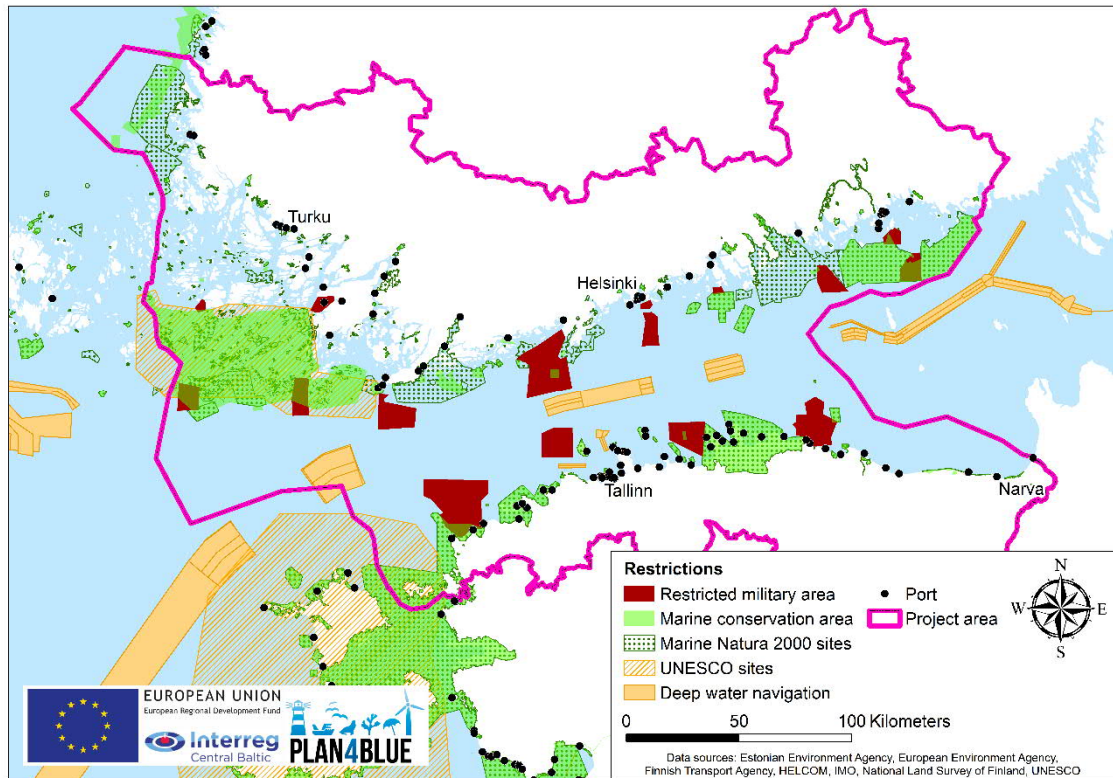 Turku
Helsinki
Tallinn
Narva
Restrictions
Restricted military area
Marine conservation area
Marine Natura 2000 sites
UNESCO sites
Deep water navigation
Port
Project area
N
W E
S
0 50 100 Kilometers
Data sources: Estonian Environment Agency, European Environment Agency,
Finnish Transport Agency, HELCOM, IMO, National Land Survey of Finland, UNESCO
EUROPEAN UNION
European Regional Development Fund
Interreg
Central Baltic
PLAN4BLUE